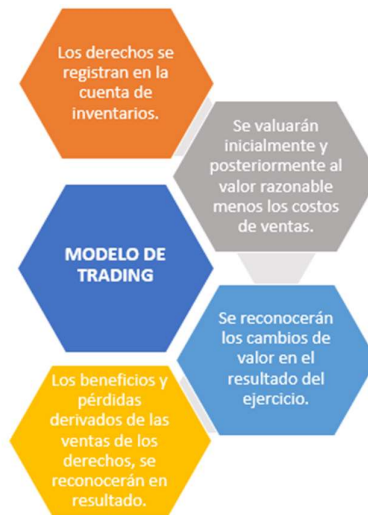 Los derechos se
registran en la
cuenta de
inventarios.
Se valuarán
inicialmente y
posteriormente al
valor razonable
menos los costos
de ventas.
MODELO DE
TRADING
Se reconocerán
los cambios de
valor en el
resultado del
ejercicio.
Los beneficios y
pérdidas
derivados de las
ventas de los
derechos, se
reconocerán en
resultado.